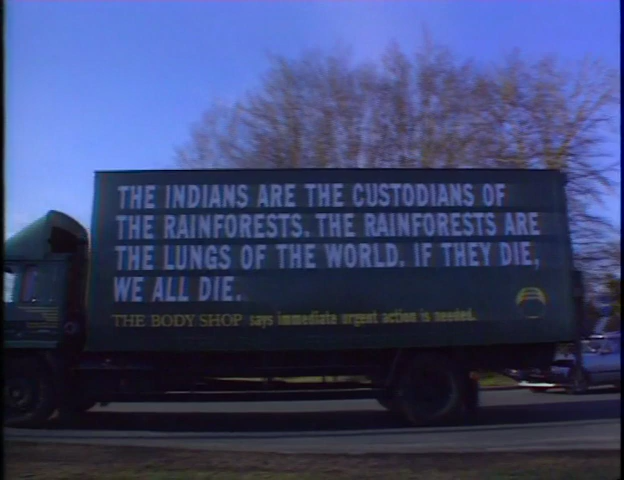 THE INDIANS ARE THE CUSTODIANS OF
THE RAINFORESTS. THE RAINFORESTS ARE
THE LUNGS OF THE WORLD. IF THEY DIE,
WE ALL DIE.
THE BODY SHOP says immediate urgent action is needed.